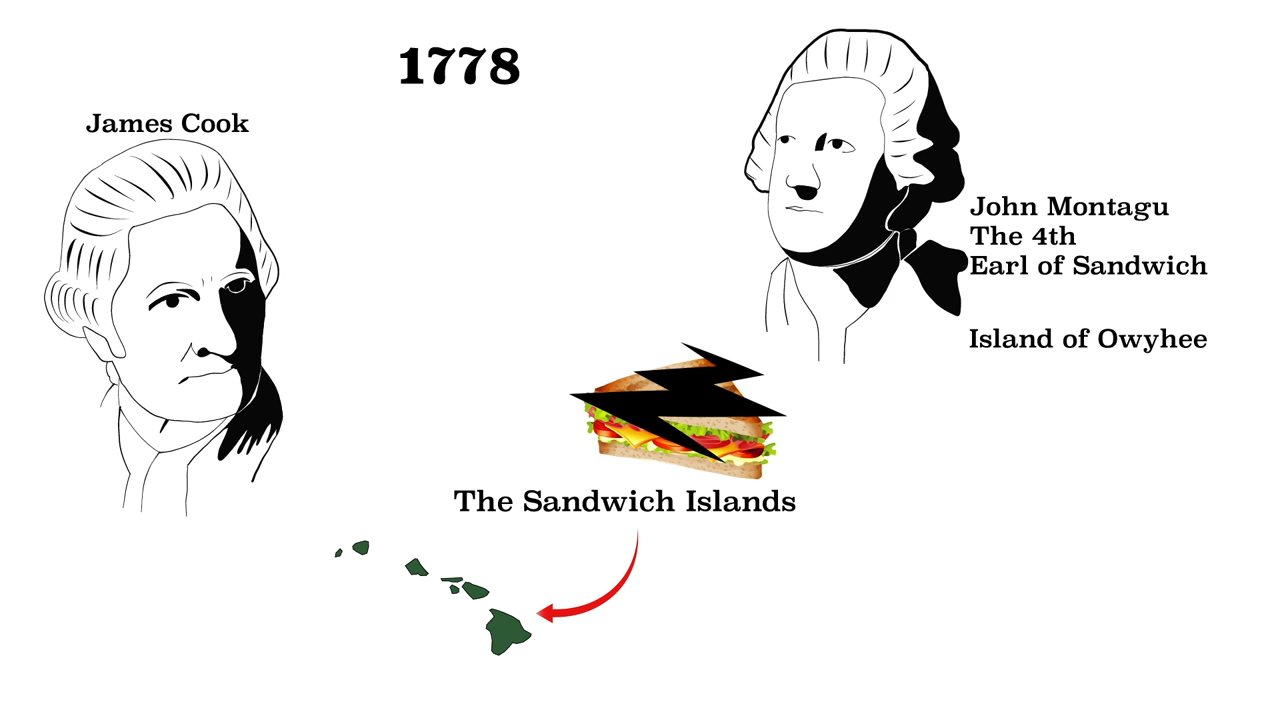 1778
James Cook
John Montagu
The 4th
Earl of Sandwich
Island of Owyhee
The Sandwich Islands